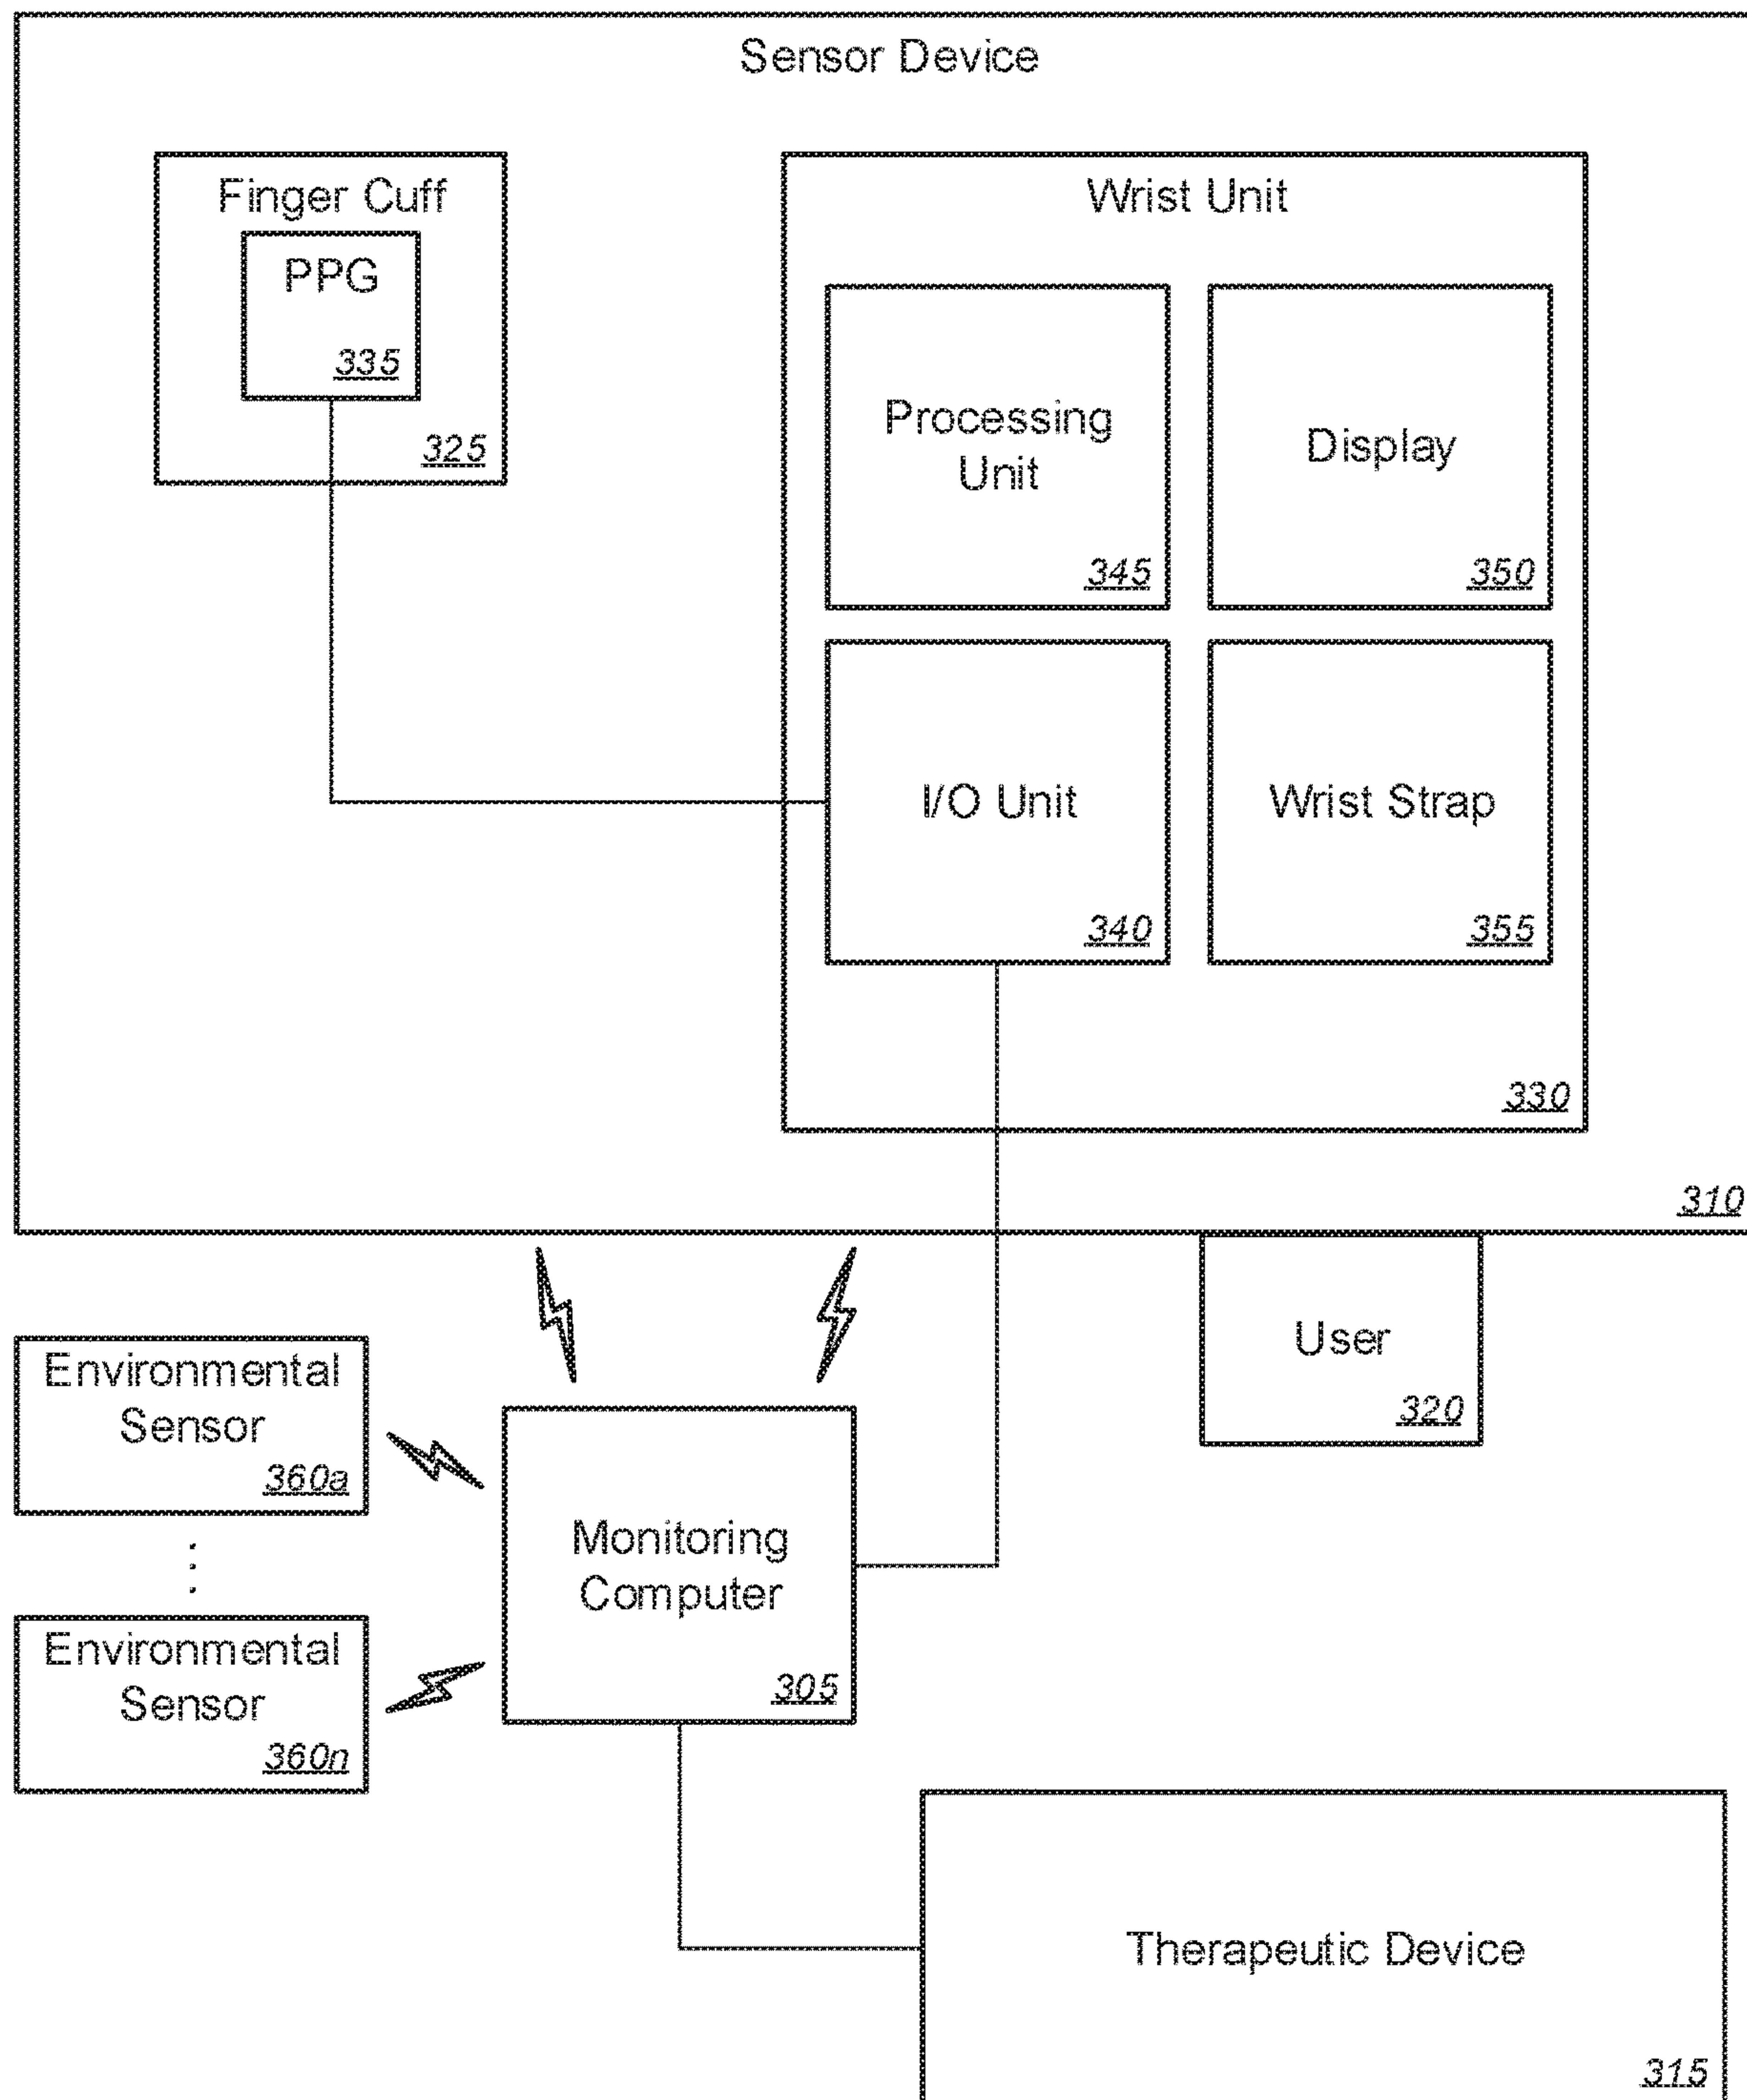 Sensor Device
Finger Cuff
PPG
335
325
Wrist Unit
Processing
Unit
345
Display
350
I/O Unit
340
Wrist Strap
355
330
310
User
320
Environmental
Sensor
360a
Environmental
Sensor
360n
Monitoring
Computer
305
Therapeutic Device
315